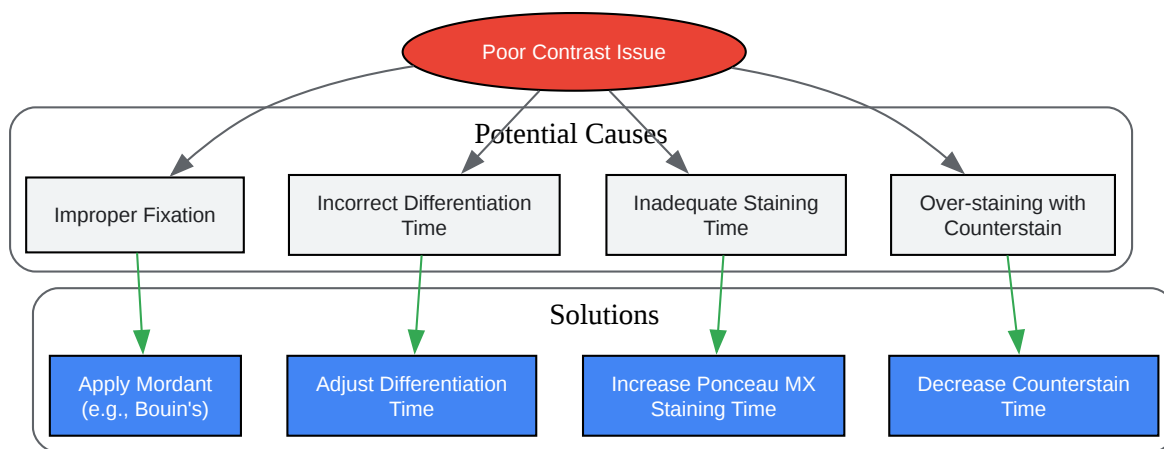 Poor Contrast Issue
Potential Causes
Improper Fixation
Incorrect Differentiation
Time
Inadequate Staining
Time
Over-staining with
Counterstain
Solutions
Apply Mordant
(e.g., Bouin's)
Adjust Differentiation
Time
Increase Ponceau MX
Staining Time
Decrease Counterstain
Time